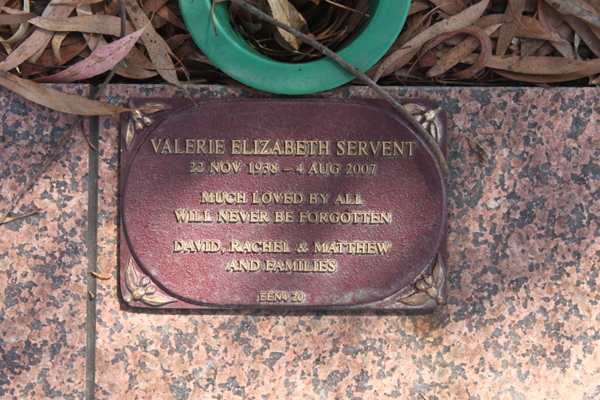 VALERIE ELIZABETH SERVENT
22 NOV 1938 – 4 AUG 2007
MUCH LOVED BY ALL
WILL NEVER BE FORGOTTEN
DAVID, RACHEL & MATTHEW
AND FAMILIES
EEN4 20